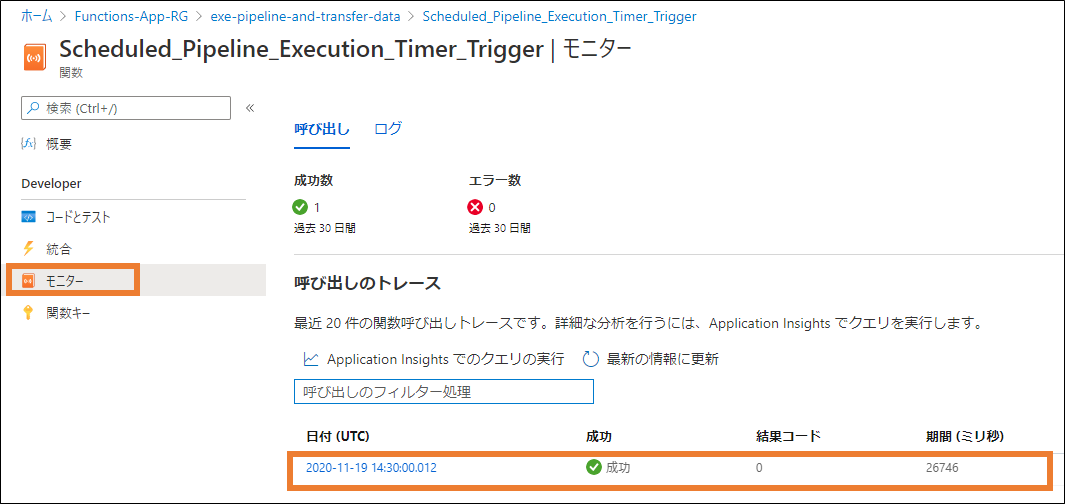 ホーム > Functions-App-RG > exe-pipeline-and-transfer-data > Scheduled_Pipeline_Execution_Timer_Trigger
Scheduled_Pipeline_Execution_Timer_Trigger | モニター
関数
検索 (Ctrl+/) «
概要
Developer
コードとテスト
統合
モニター
関数キー
呼び出し ログ
成功数 エラー数
1 0
過去 30 日間 過去 30 日間
呼び出しのトレース
最近 20 件の関数呼び出しトレースです。詳細な分析を行うには、Application Insights でクエリを実行します。
Application Insights でのクエリの実行 最新の情報に更新
呼び出しのフィルター処理
日付 (UTC) 成功 結果コード 期間 (ミリ秒)
2020-11-19 14:30:00.012 成功 0 26746